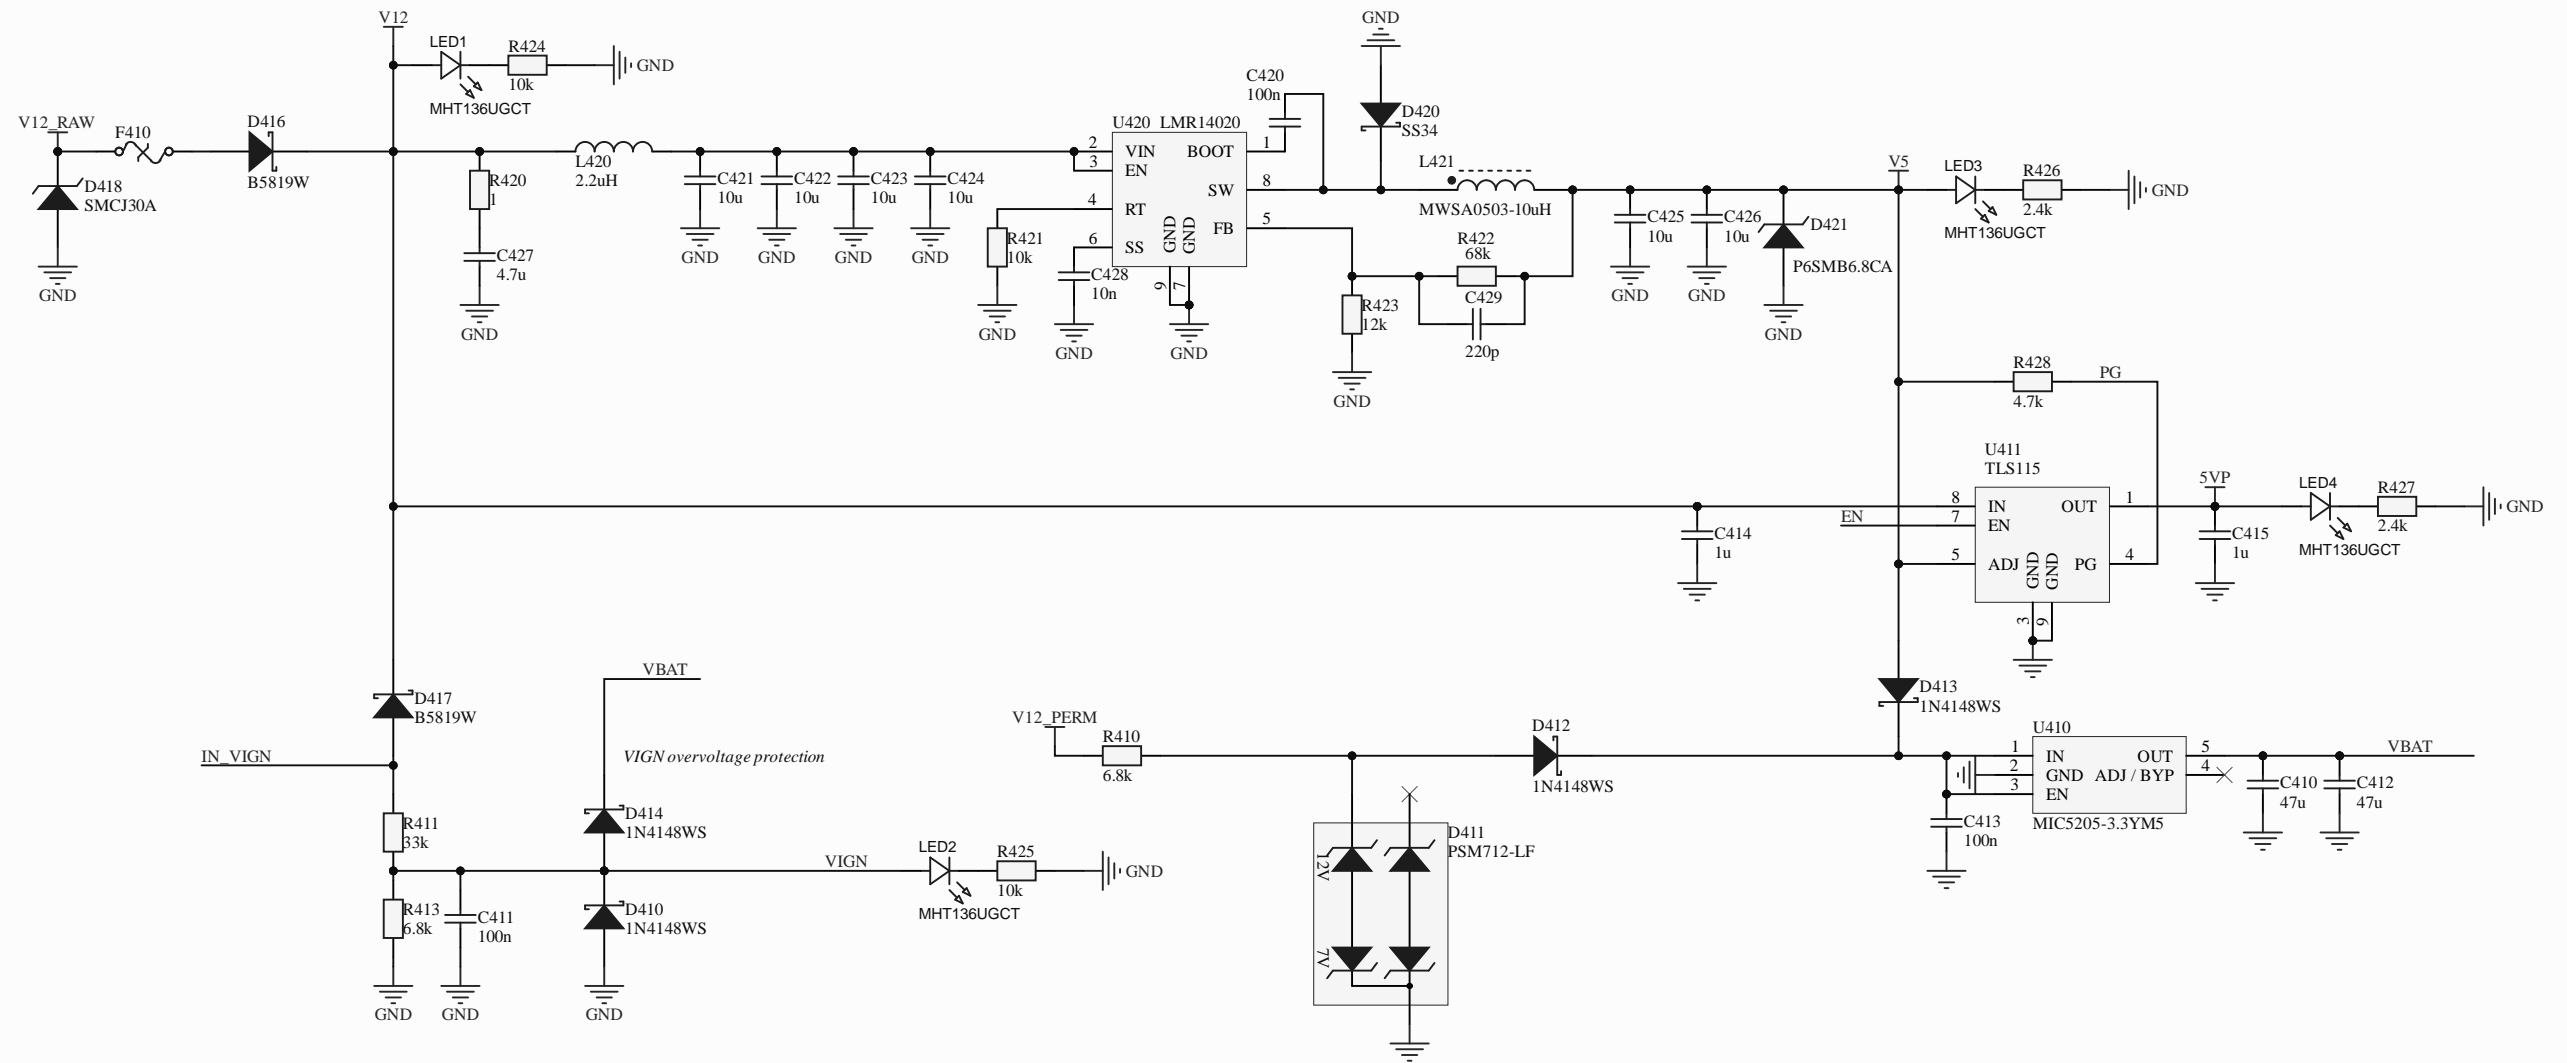 V12
LED1
R424
10k
GND
MHT136UGCT
V12_RAW
F410
D416
B5819W
D418
SMCJ30A
GND
R420
1
C427
4.7u
GND
L420
2.2uH
C421
10u
GND
C422
10u
GND
C423
10u
GND
C424
10u
GND
R421
10k
GND
C428
10n
GND
U420 LMR14020
2 VIN
3 EN
4 RT
6 SS
BOOT 1
SW 8
FB 5
GND
GND
9
7
GND
C420
100n
GND
D420
SS34
L421
MWSA0503-10uH
R422
68k
C429
220p
R423
12k
GND
C425
10u
GND
C426
10u
GND
D421
P6SMB6.8CA
GND
V5
LED3
R426
2.4k
GND
MHT136UGCT
R428
4.7k
PG
U411
TLS115
8 IN
7 EN
5 ADJ
OUT 1
PG 4
GND
GND
3
9
EN
C414
1u
5VP
C415
1u
LED4
R427
2.4k
GND
MHT136UGCT
D417
B5819W
IN_VIGN
VBAT
VIGN overvoltage protection
R411
33k
D414
1N4148WS
R413
6.8k
GND
C411
100n
GND
D410
1N4148WS
GND
VIGN
LED2
R425
10k
GND
MHT136UGCT
V12_PERM
R410
6.8k
D412
1N4148WS
D411
PSM712-LF
12V
7V
D413
1N4148WS
U410
1 IN
2 GND
3 EN
OUT 5
ADJ / BYP 4
MIC5205-3.3YM5
C413
100n
VBAT
C410
47u
C412
47u